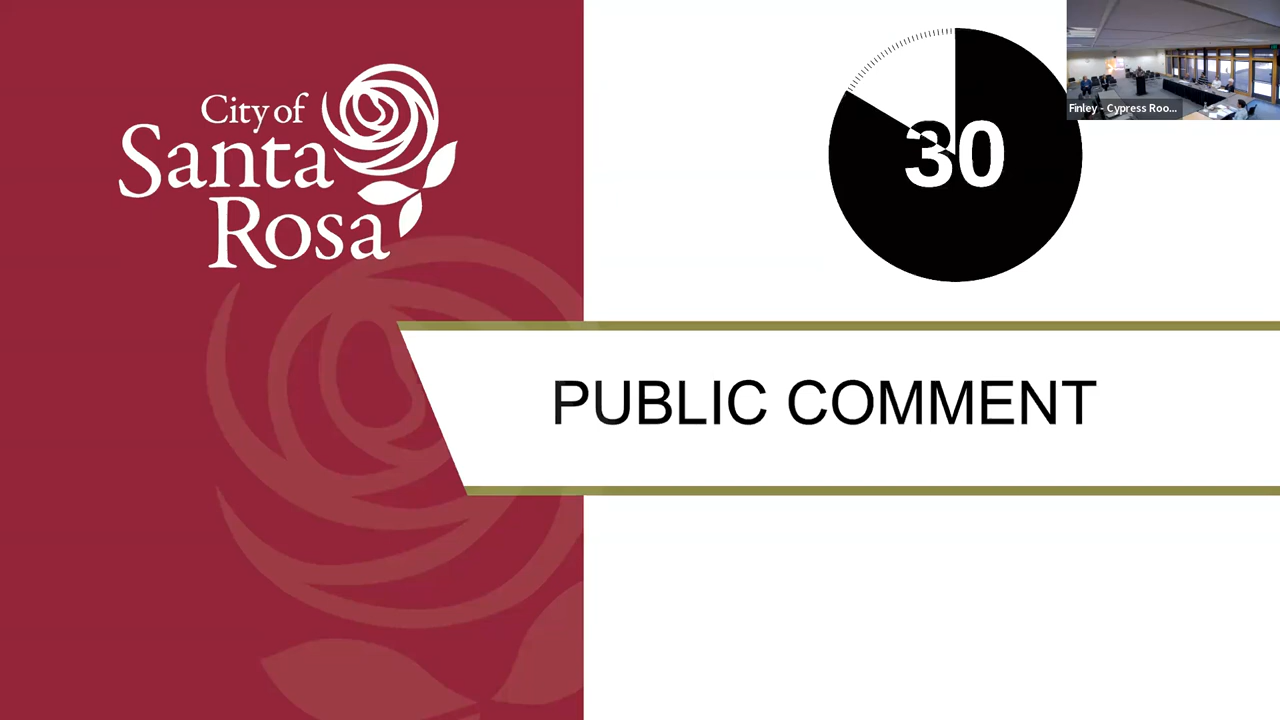 City of
Santa
Rosa
30
Finley - Cypress Roo...
PUBLIC COMMENT